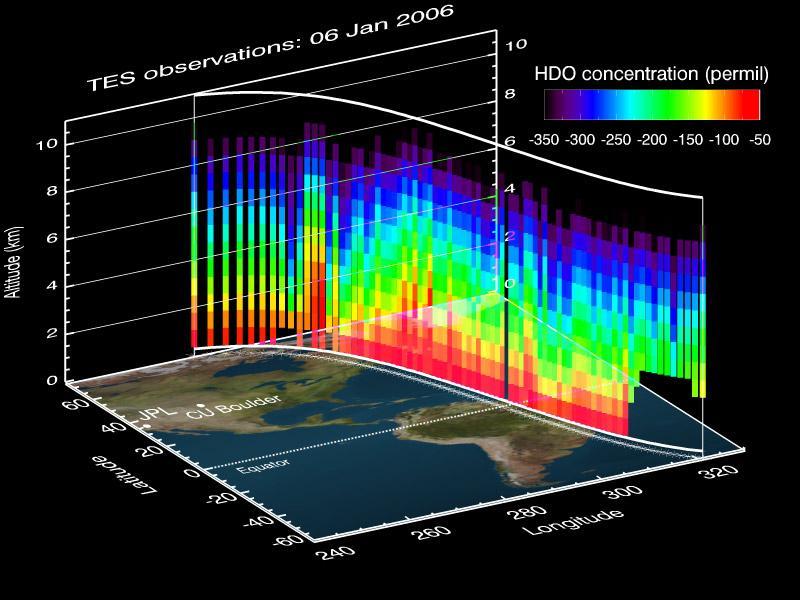 TES observations: 06 Jan 2006
HDO concentration (permil)
-350 -300 -250 -200 -150 -100 -50
10
8
6
4
2
0
Altitude (km)
10
8
6
4
2
0
JPL
CU Boulder
Equator
60
40
20
0
-20
-40
-60
Latitude
240
260
280
300
320
Longitude